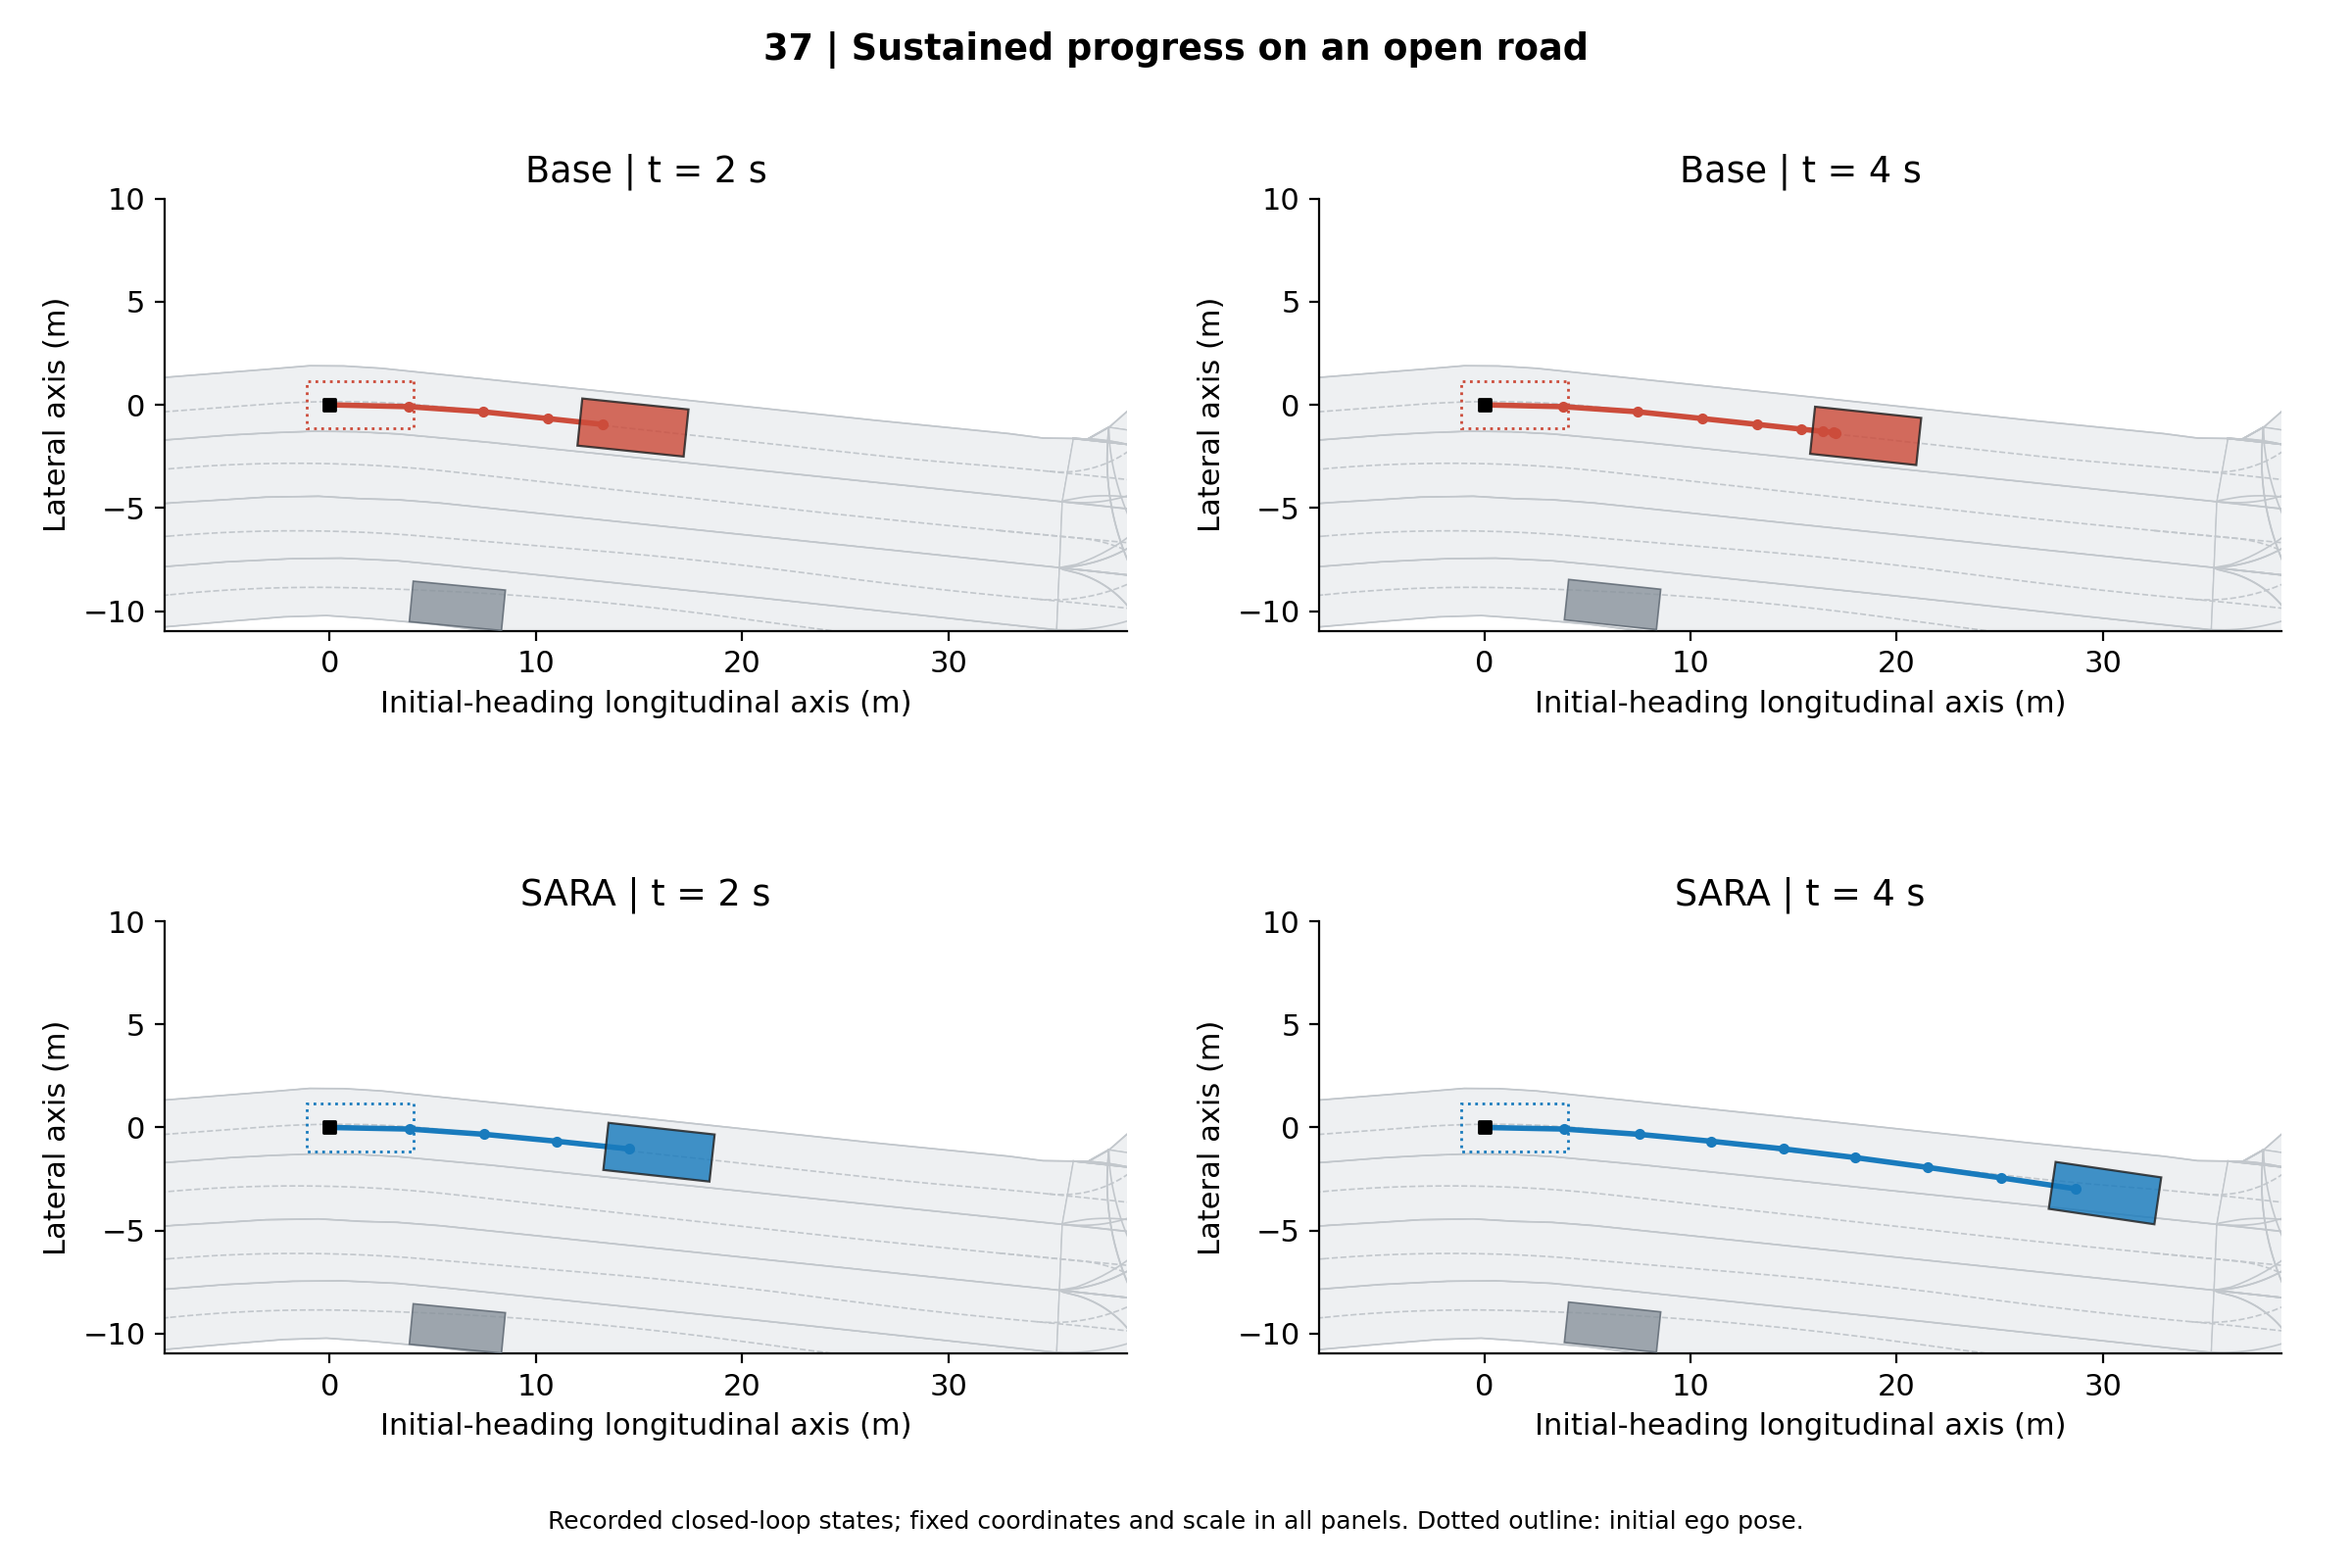 37 | Sustained progress on an open road
Base | t = 2 s
10
5
0
−5
−10
Lateral axis (m)
0 10 20 30
Initial-heading longitudinal axis (m)
Base | t = 4 s
10
5
0
−5
−10
Lateral axis (m)
0 10 20 30
Initial-heading longitudinal axis (m)
SARA | t = 2 s
10
5
0
−5
−10
Lateral axis (m)
0 10 20 30
Initial-heading longitudinal axis (m)
SARA | t = 4 s
10
5
0
−5
−10
Lateral axis (m)
0 10 20 30
Initial-heading longitudinal axis (m)
Recorded closed-loop states; fixed coordinates and scale in all panels. Dotted outline: initial ego pose.